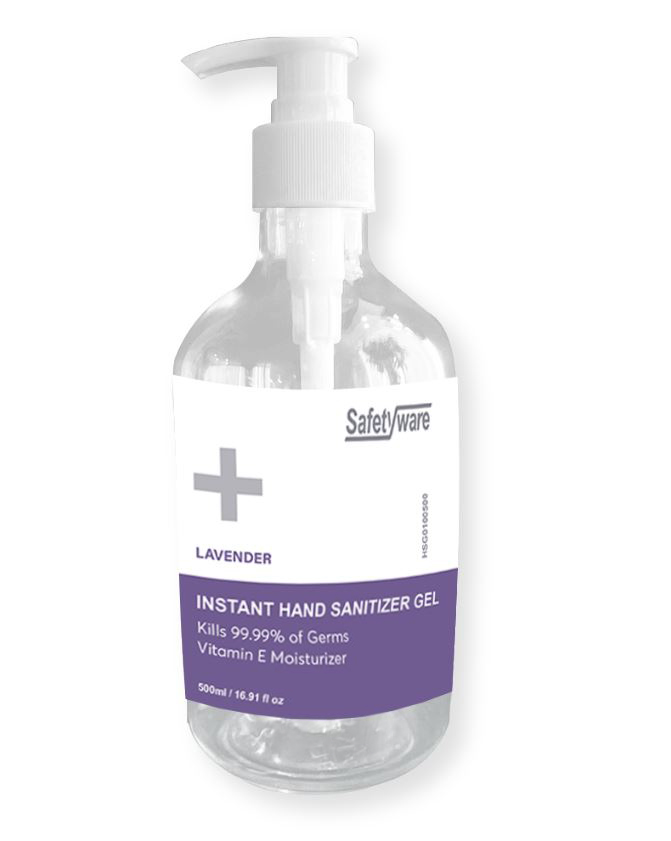 Safetyware
HSG0100500
LAVENDER
INSTANT HAND SANITIZER GEL
Kills 99.99% of Germs
Vitamin E Moisturizer
500ml / 16.91 fl oz